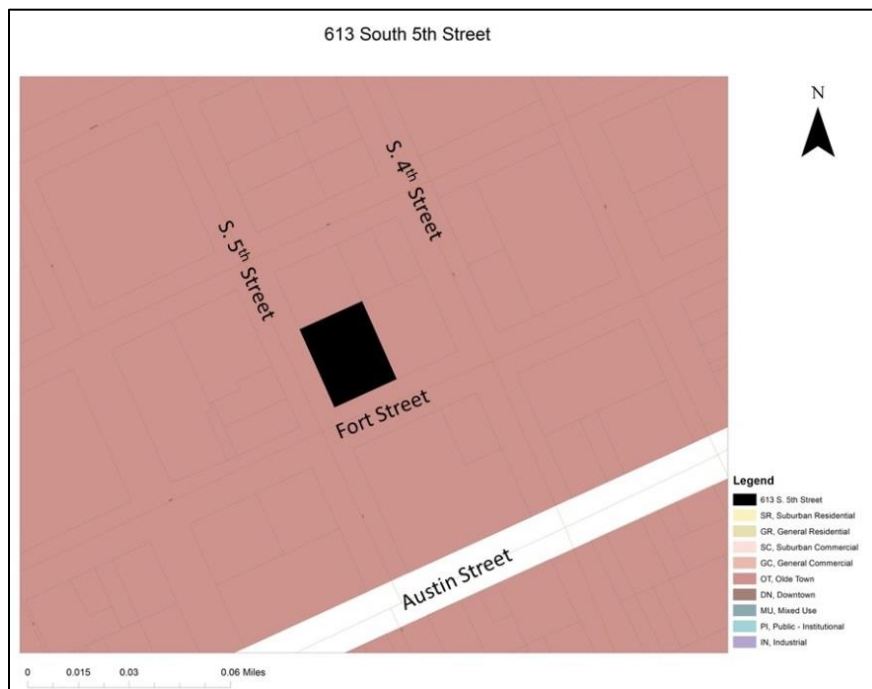 613 South 5th Street
N
S. 4th Street
S. 5th Street
Fort Street
Austin Street
Legend
613 S. 5th Street
SR, Suburban Residential
GR, General Residential
SC, Suburban Commercial
GC, General Commercial
OT, Olde Town
DN, Downtown
MU, Mixed Use
PI, Public - Institutional
IN, Industrial
0 0.015 0.03 0.06 Miles